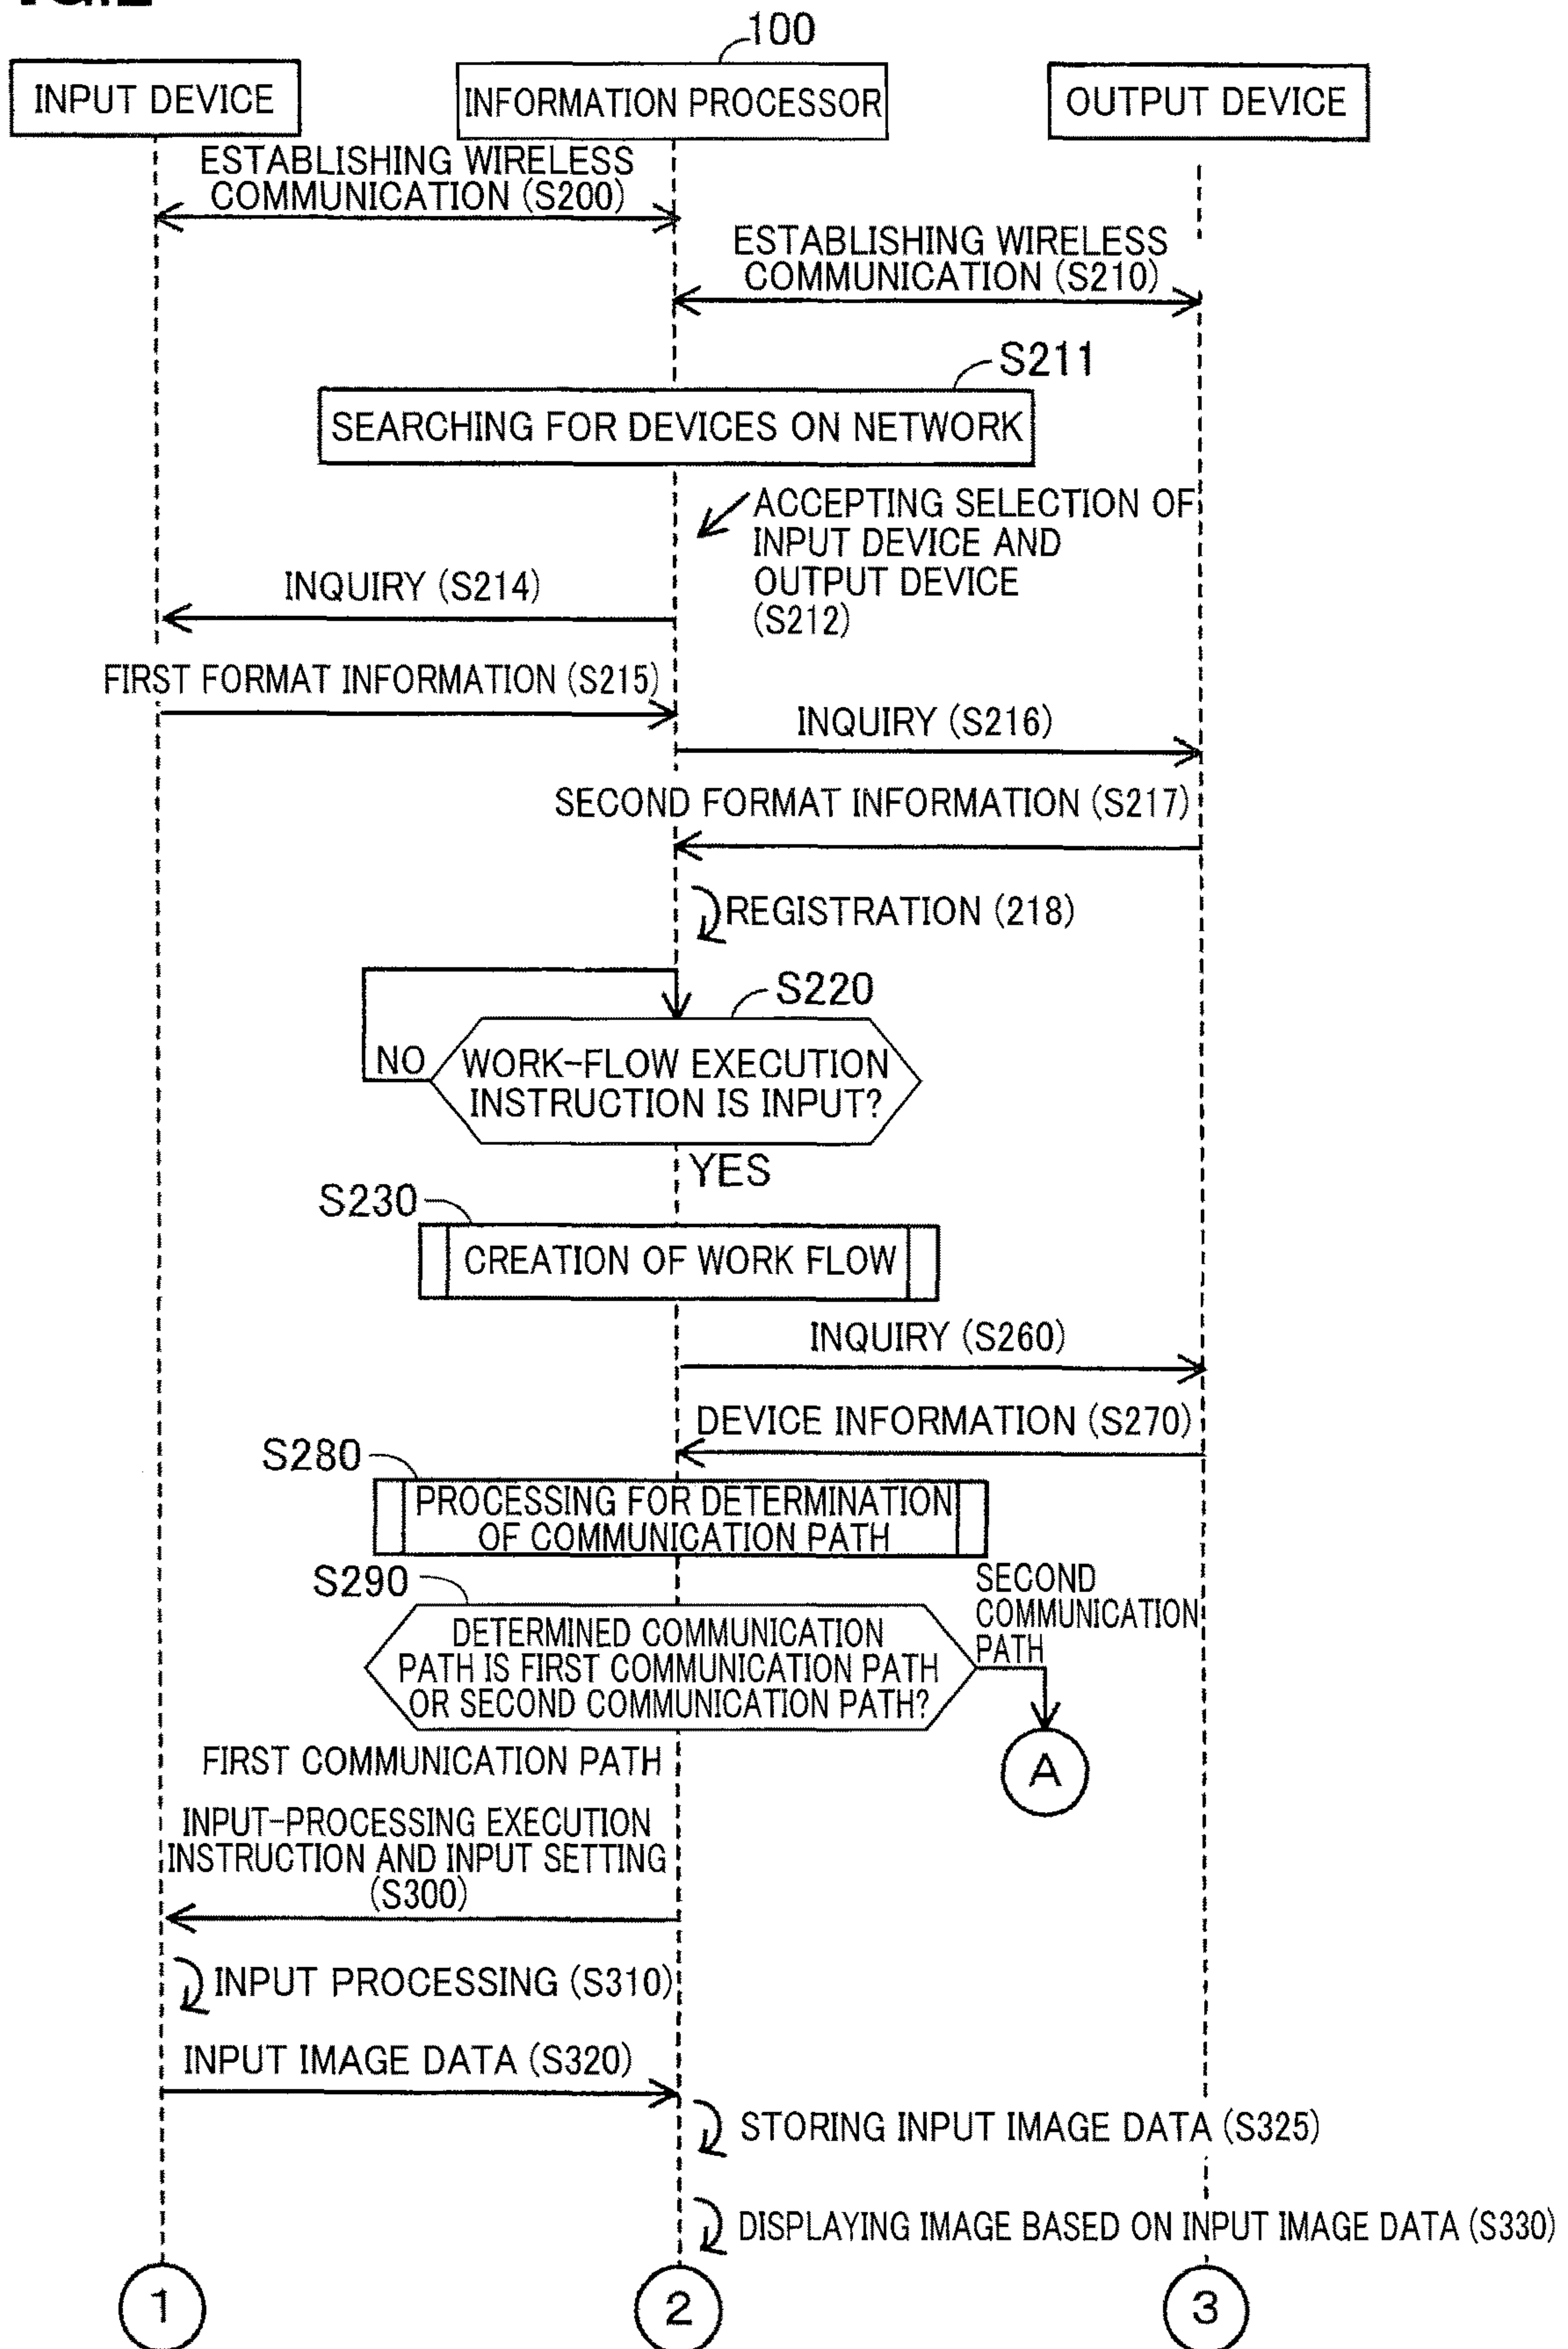 100
INPUT DEVICE
INFORMATION PROCESSOR
OUTPUT DEVICE
ESTABLISHING WIRELESS
COMMUNICATION (S200)
ESTABLISHING WIRELESS
COMMUNICATION (S210)
S211
SEARCHING FOR DEVICES ON NETWORK
ACCEPTING SELECTION OF
INPUT DEVICE AND
OUTPUT DEVICE
(S212)
INQUIRY (S214)
FIRST FORMAT INFORMATION (S215)
INQUIRY (S216)
SECOND FORMAT INFORMATION (S217)
REGISTRATION (218)
S220
NO
WORK-FLOW EXECUTION
INSTRUCTION IS INPUT?
YES
S230
CREATION OF WORK FLOW
INQUIRY (S260)
DEVICE INFORMATION (S270)
S280
PROCESSING FOR DETERMINATION
OF COMMUNICATION PATH
S290
SECOND
COMMUNICATION
PATH
DETERMINED COMMUNICATION
PATH IS FIRST COMMUNICATION PATH
OR SECOND COMMUNICATION PATH?
A
FIRST COMMUNICATION PATH
INPUT-PROCESSING EXECUTION
INSTRUCTION AND INPUT SETTING
(S300)
INPUT PROCESSING (S310)
INPUT IMAGE DATA (S320)
STORING INPUT IMAGE DATA (S325)
DISPLAYING IMAGE BASED ON INPUT IMAGE DATA (S330)
1
2
3